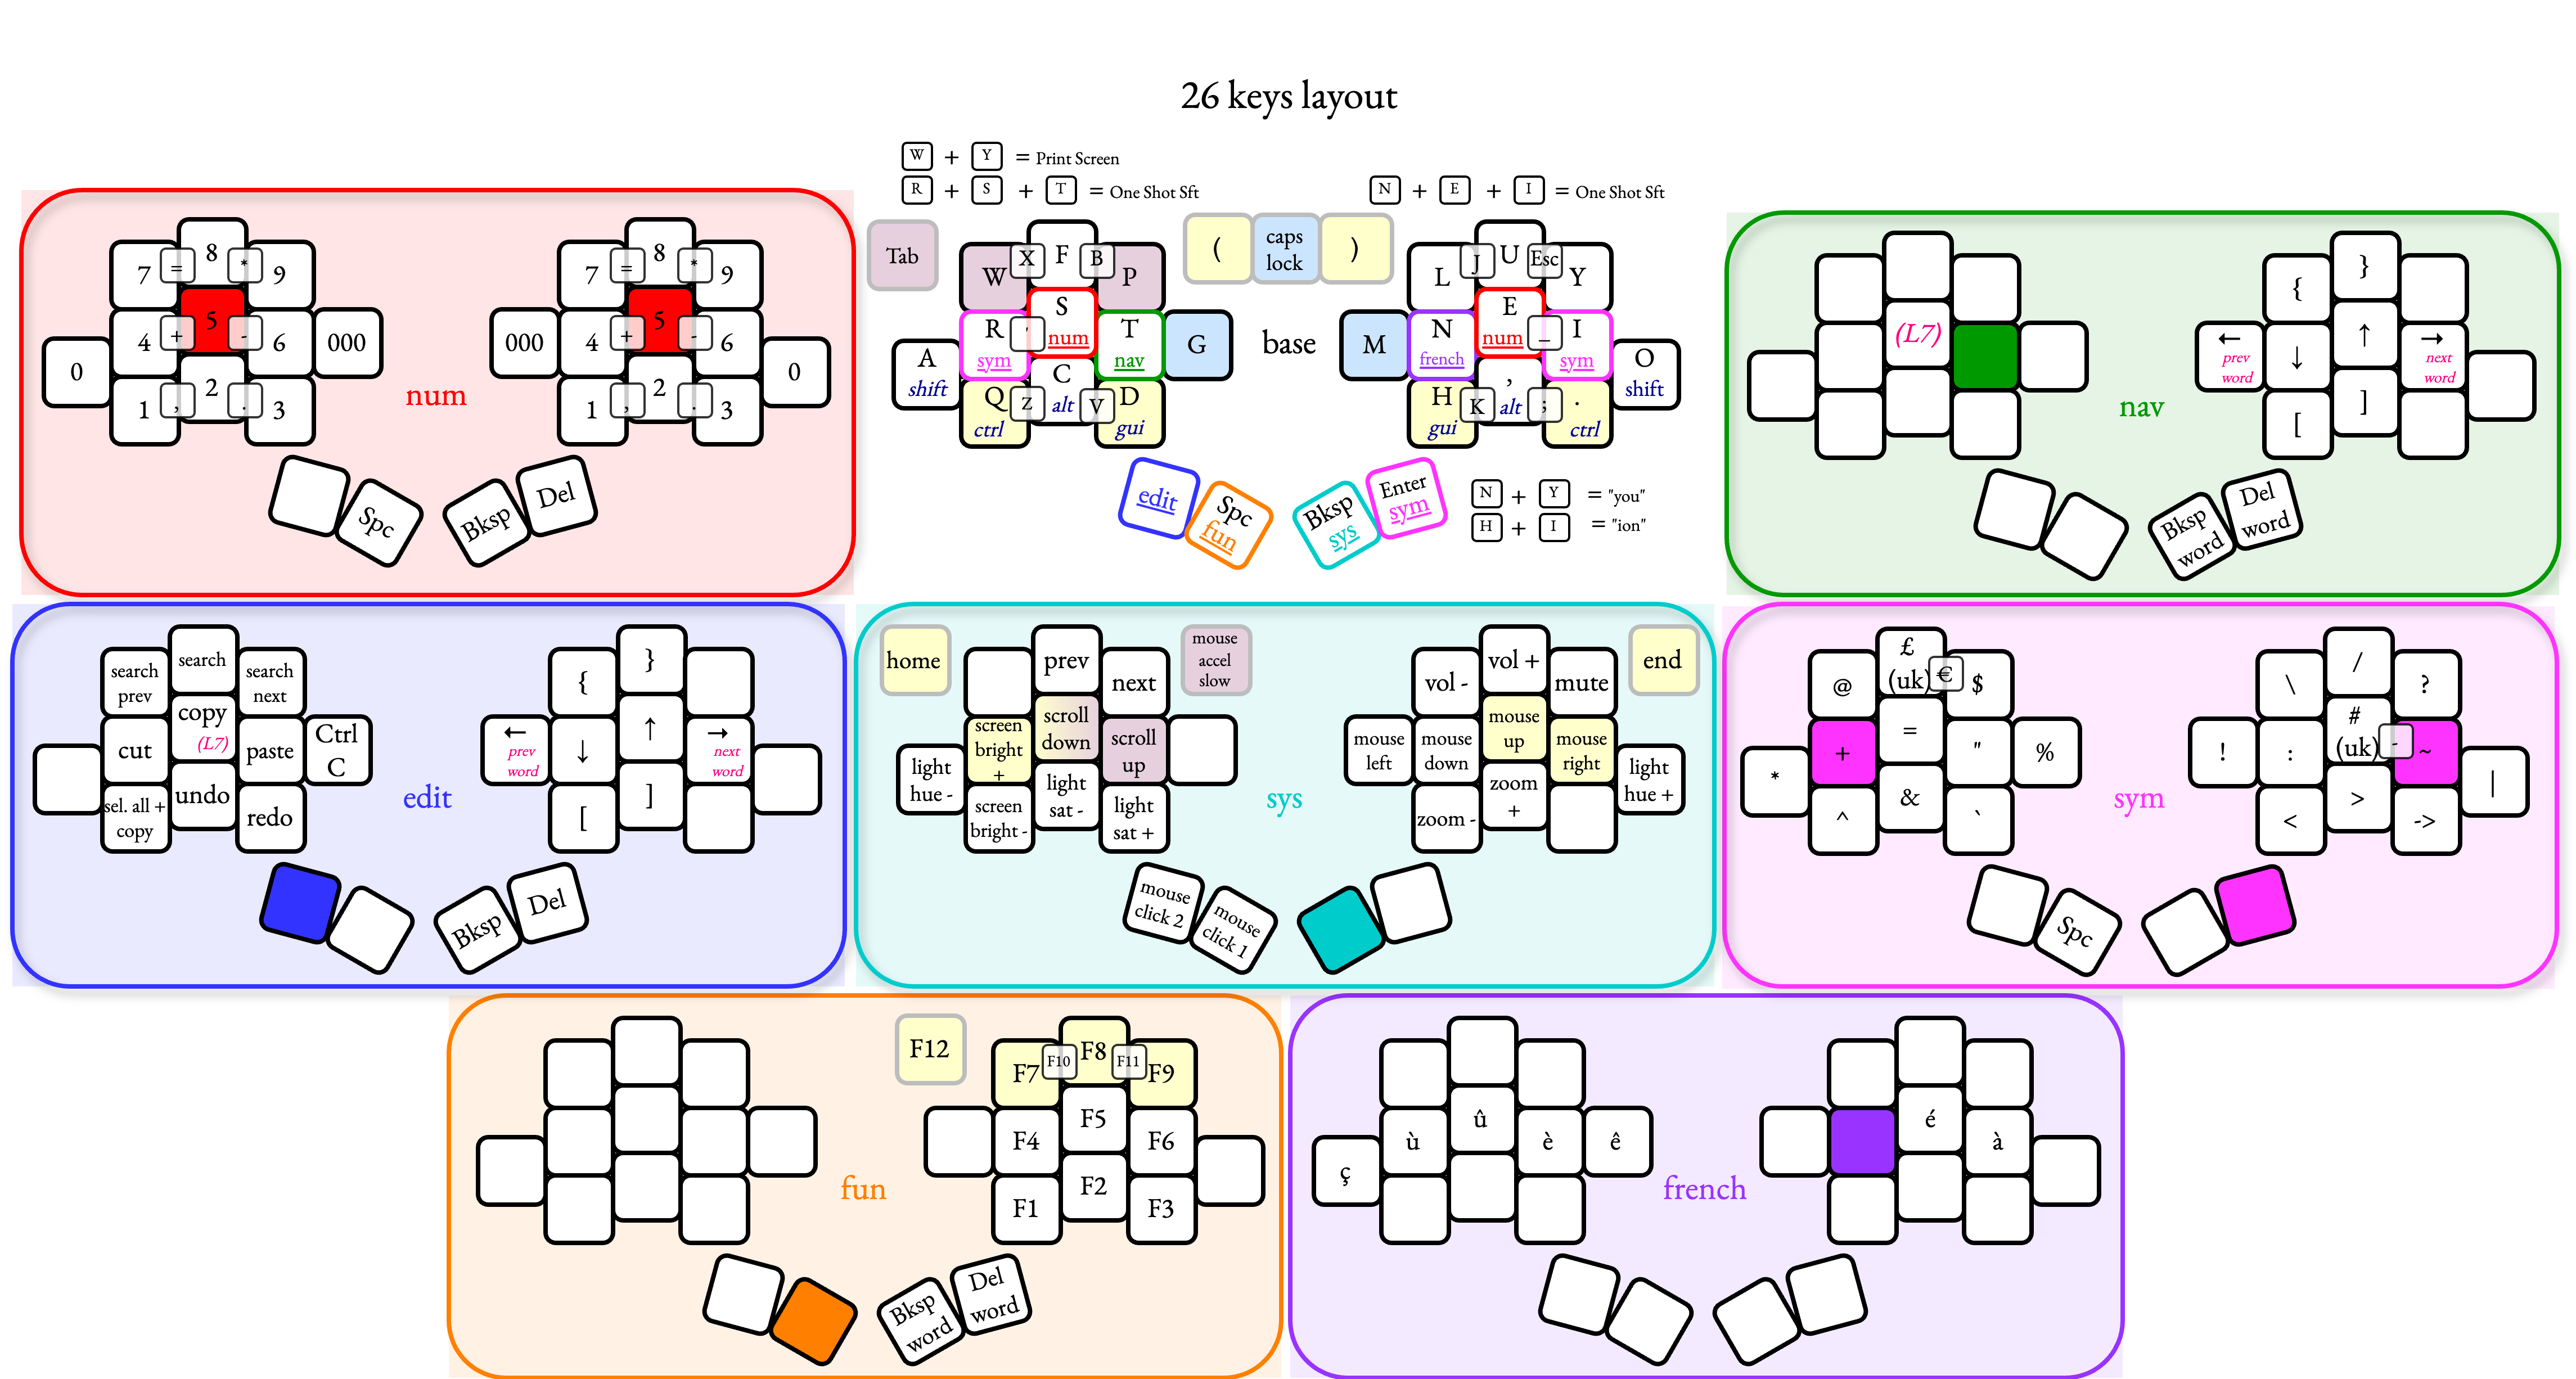 26 keys layout
W + Y = Print Screen
R + S + T = One Shot Sft
N + E + I = One Shot Sft
8 8
7 = * 9 7 = * 9
5 5
4 + - 6 000 000 4 + - 6
0 0
2 2
1 , . 3 1 , . 3
num
Spc Bksp Del
Tab
( caps lock )
F U
W X B P L J Esc Y
S num E num
R sym ' T nav G M N french _ I sym
base
A shift O shift
C alt , alt
Q ctrl Z V D gui H gui K ; . ctrl
edit Spc fun Bksp sys Enter sym
N + Y = "you"
H + I = "ion"
}
{
(L7) ↑
← prev word ↓ → next word
]
[
nav
Bksp word Del word
search }
search prev search next {
copy (L7) ↑
cut paste Ctrl C ← prev word ↓ → next word
undo ]
sel. all + copy redo [
edit
Bksp Del
home mouse accel slow end
prev vol +
next vol - mute
scroll down mouse up
screen bright + scroll up mouse left mouse down mouse right
light hue - light hue +
light sat - zoom +
screen bright - light sat + zoom -
sys
mouse click 2 mouse click 1
£ (uk) /
@ € $ \ ?
= # (uk)
+ " % ! : - ~
* |
& >
^ ` < ->
sym
Spc
F12
F8
F7 F10 F11 F9
F5
F4 F6
F2
F1 F3
fun
Bksp word Del word
û é
ù è ê à
ç
french